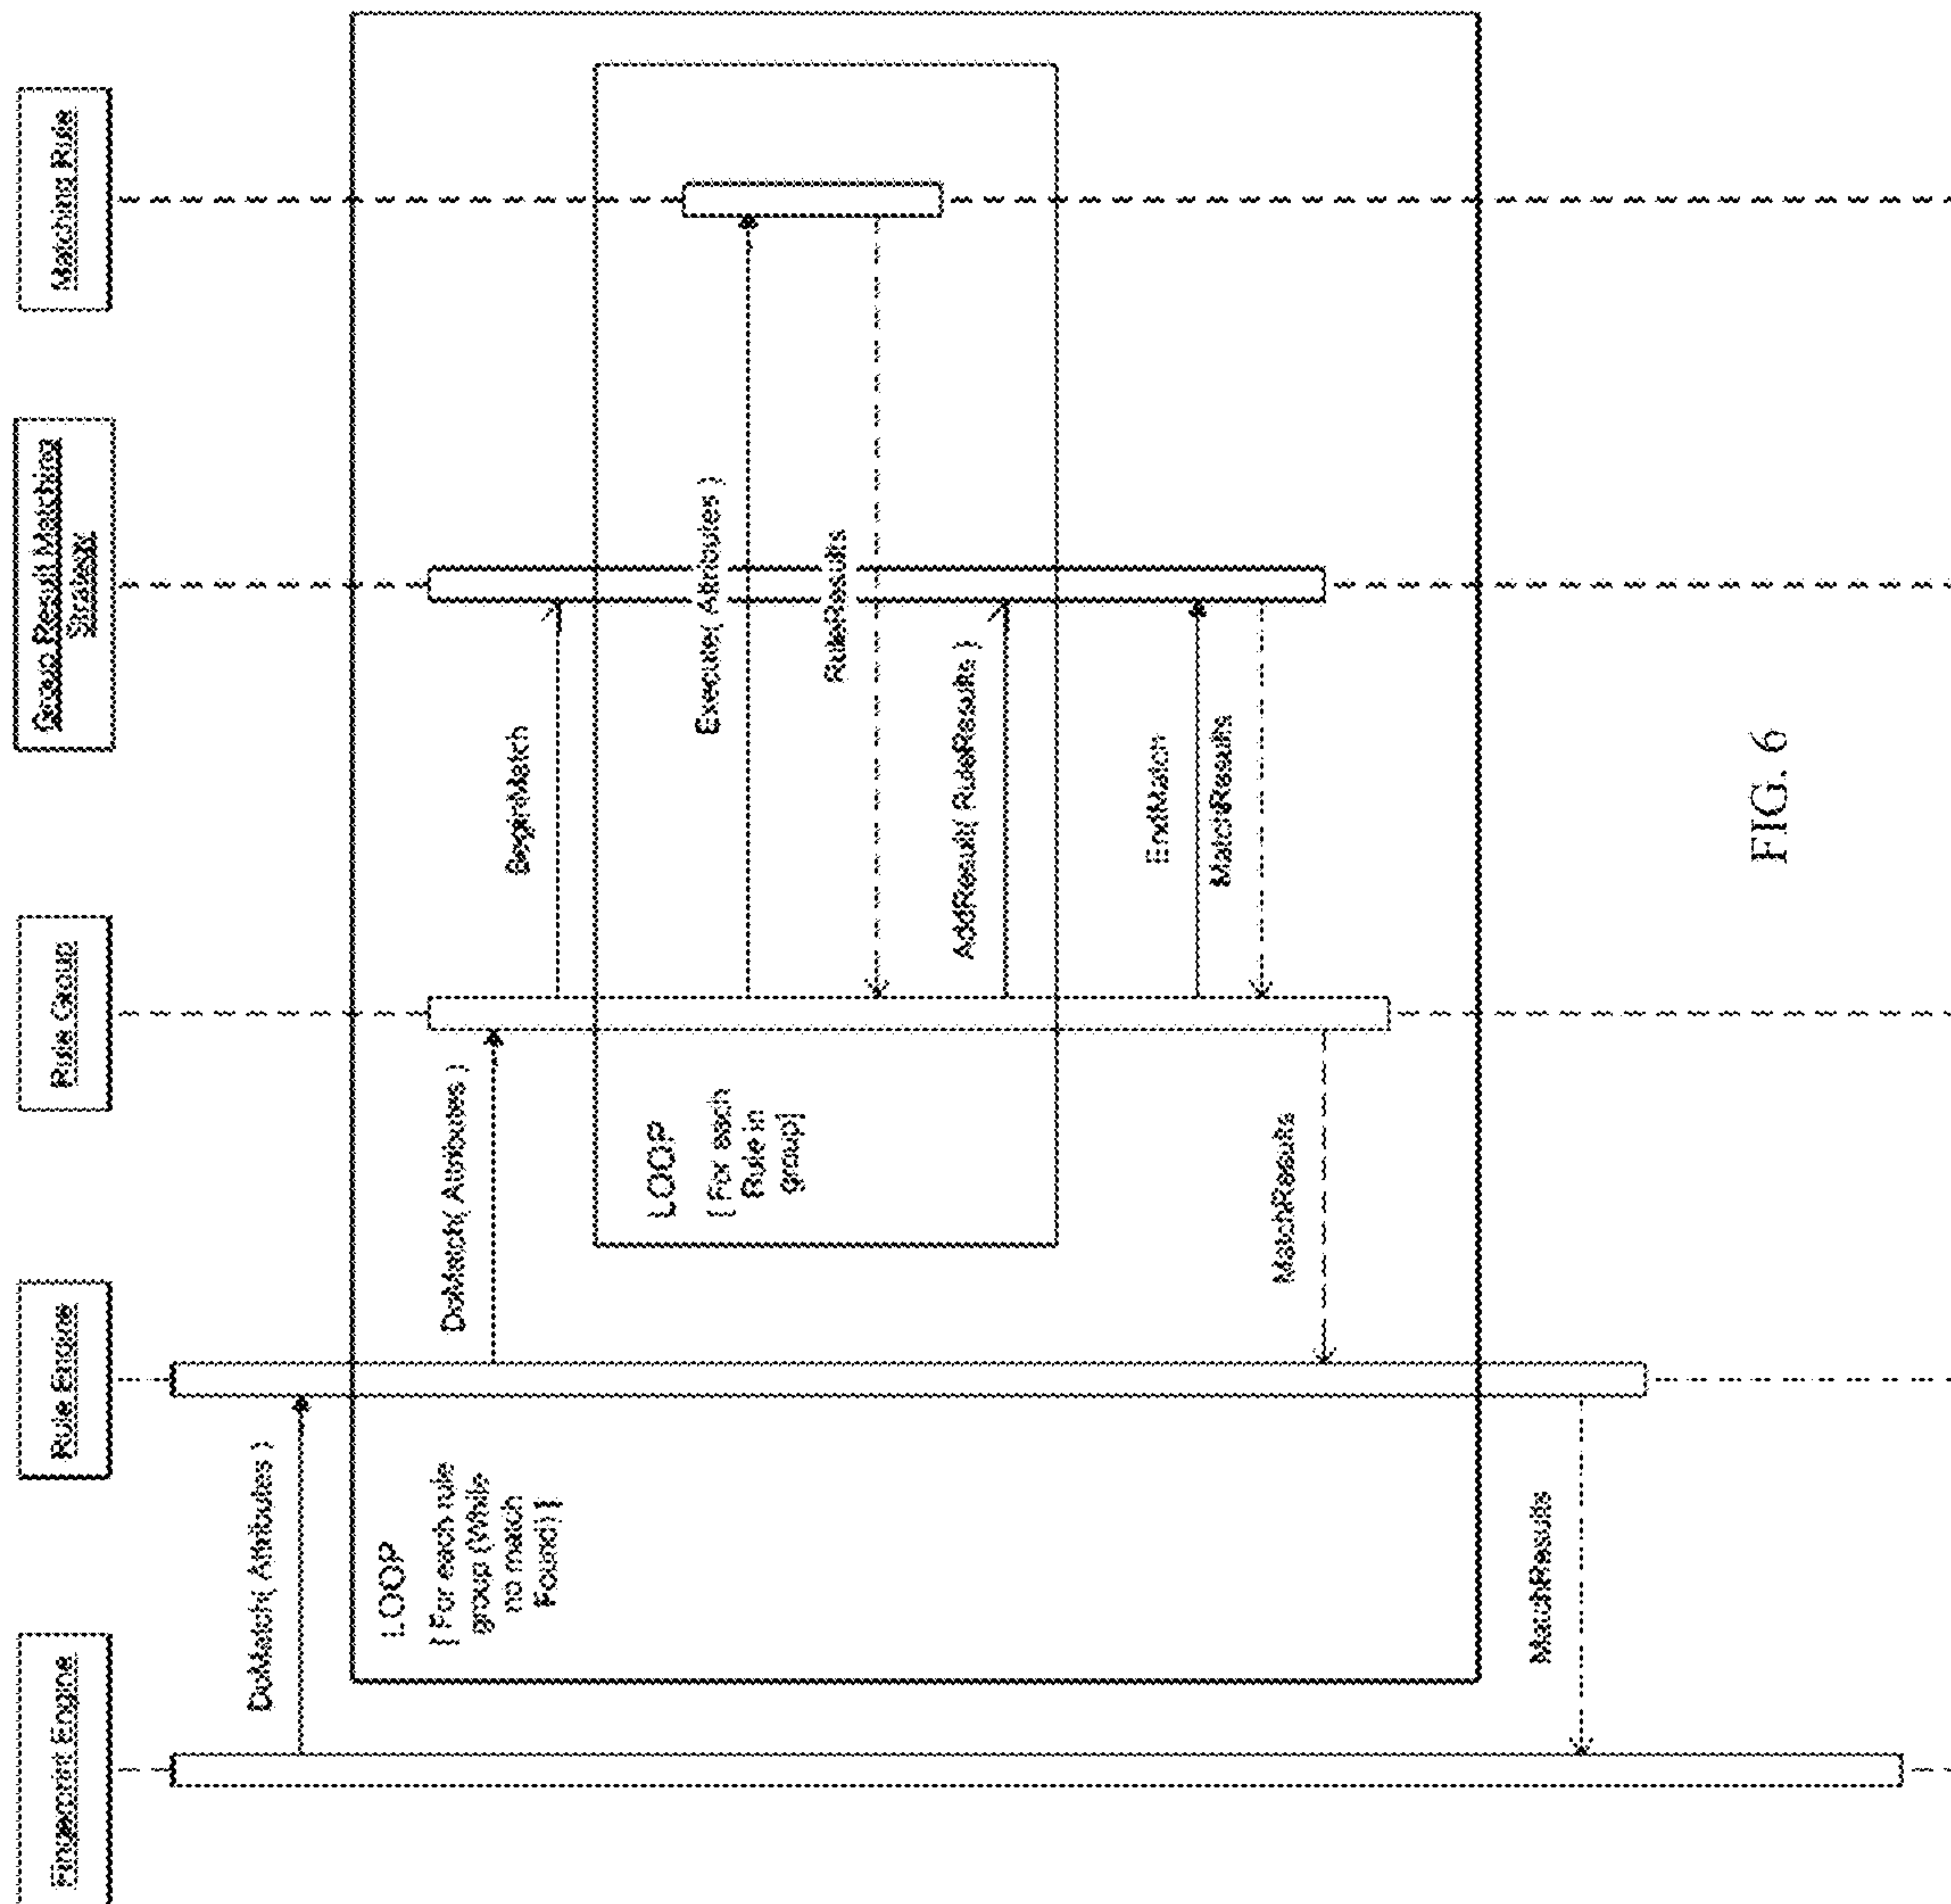 Fingerprint Engine
Rule Engine
Rule Group
Group Result Matching
Strategy
Matching Rule
DoMatch( Attributes )
LOOP
[ For each rule
group (While
no match
Found) ]
DoMatch( Attributes )
BeginMatch
LOOP
[ For each
Rule in
group]
Execute( Attributes )
RuleResults
AddResult( RuleResults )
EndMatch
MatchResults
MatchResults
MatchResults
FIG. 6